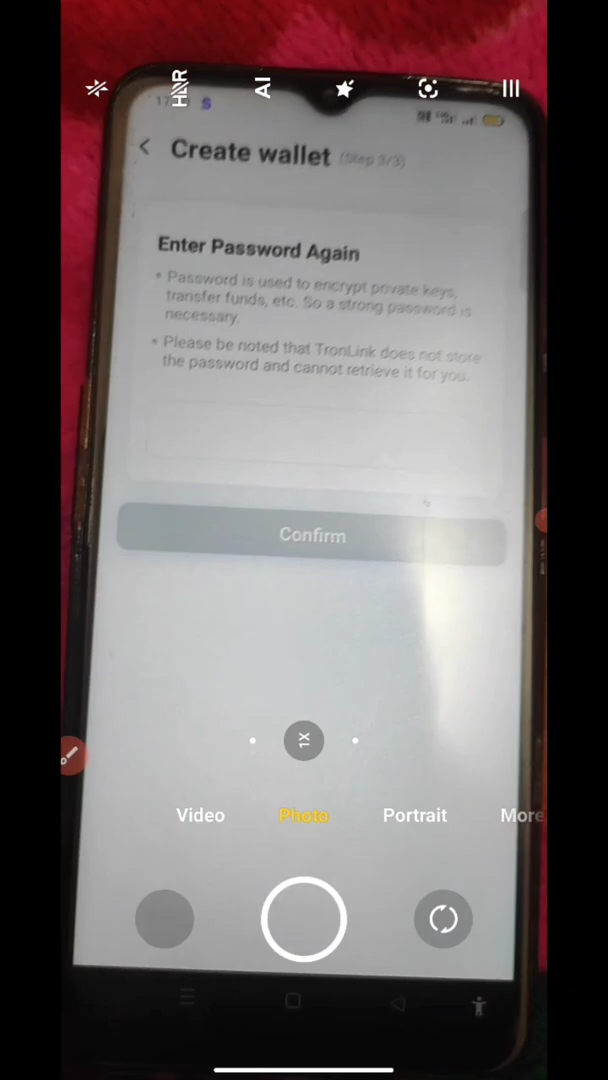 HDR
AI
17
Create wallet (Step 3/3)
Enter Password Again
* Password is used to encrypt private keys,
transfer funds, etc. So a strong password is
necessary.
* Please be noted that TronLink does not store
the password and cannot retrieve it for you.
Confirm
1X
Video Photo Portrait More